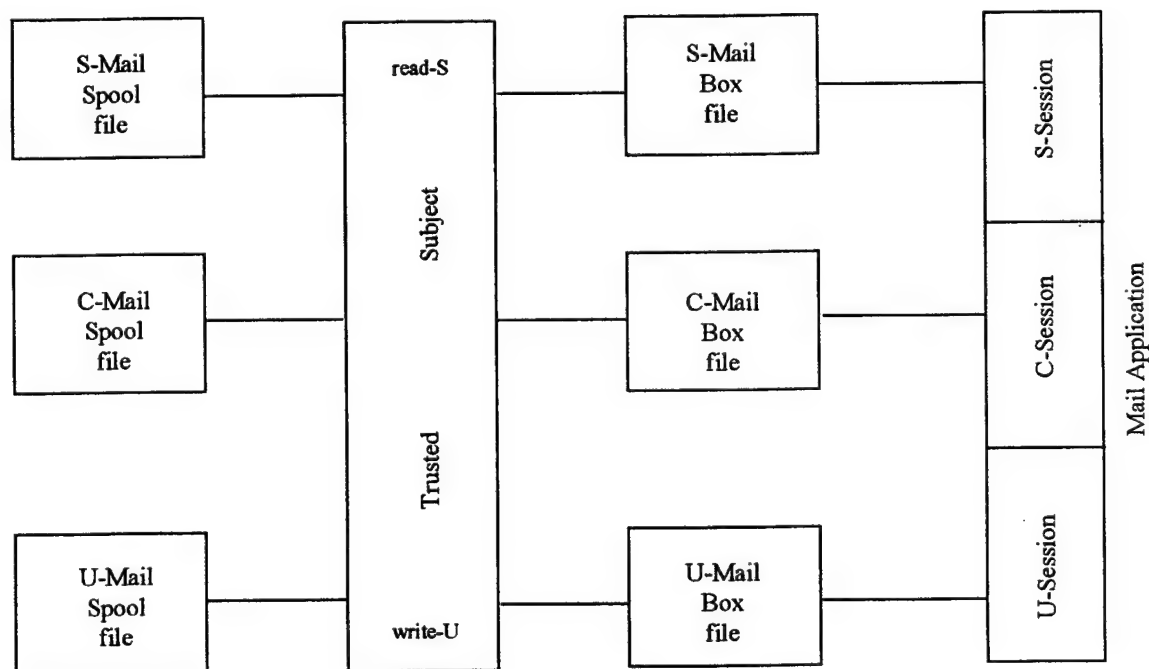 S-Mail
Spool
file
read-S
S-Mail
Box
file
S-Session
Subject
C-Mail
Spool
file
C-Mail
Box
file
C-Session
Mail Application
Trusted
U-Mail
Spool
file
write-U
U-Mail
Box
file
U-Session